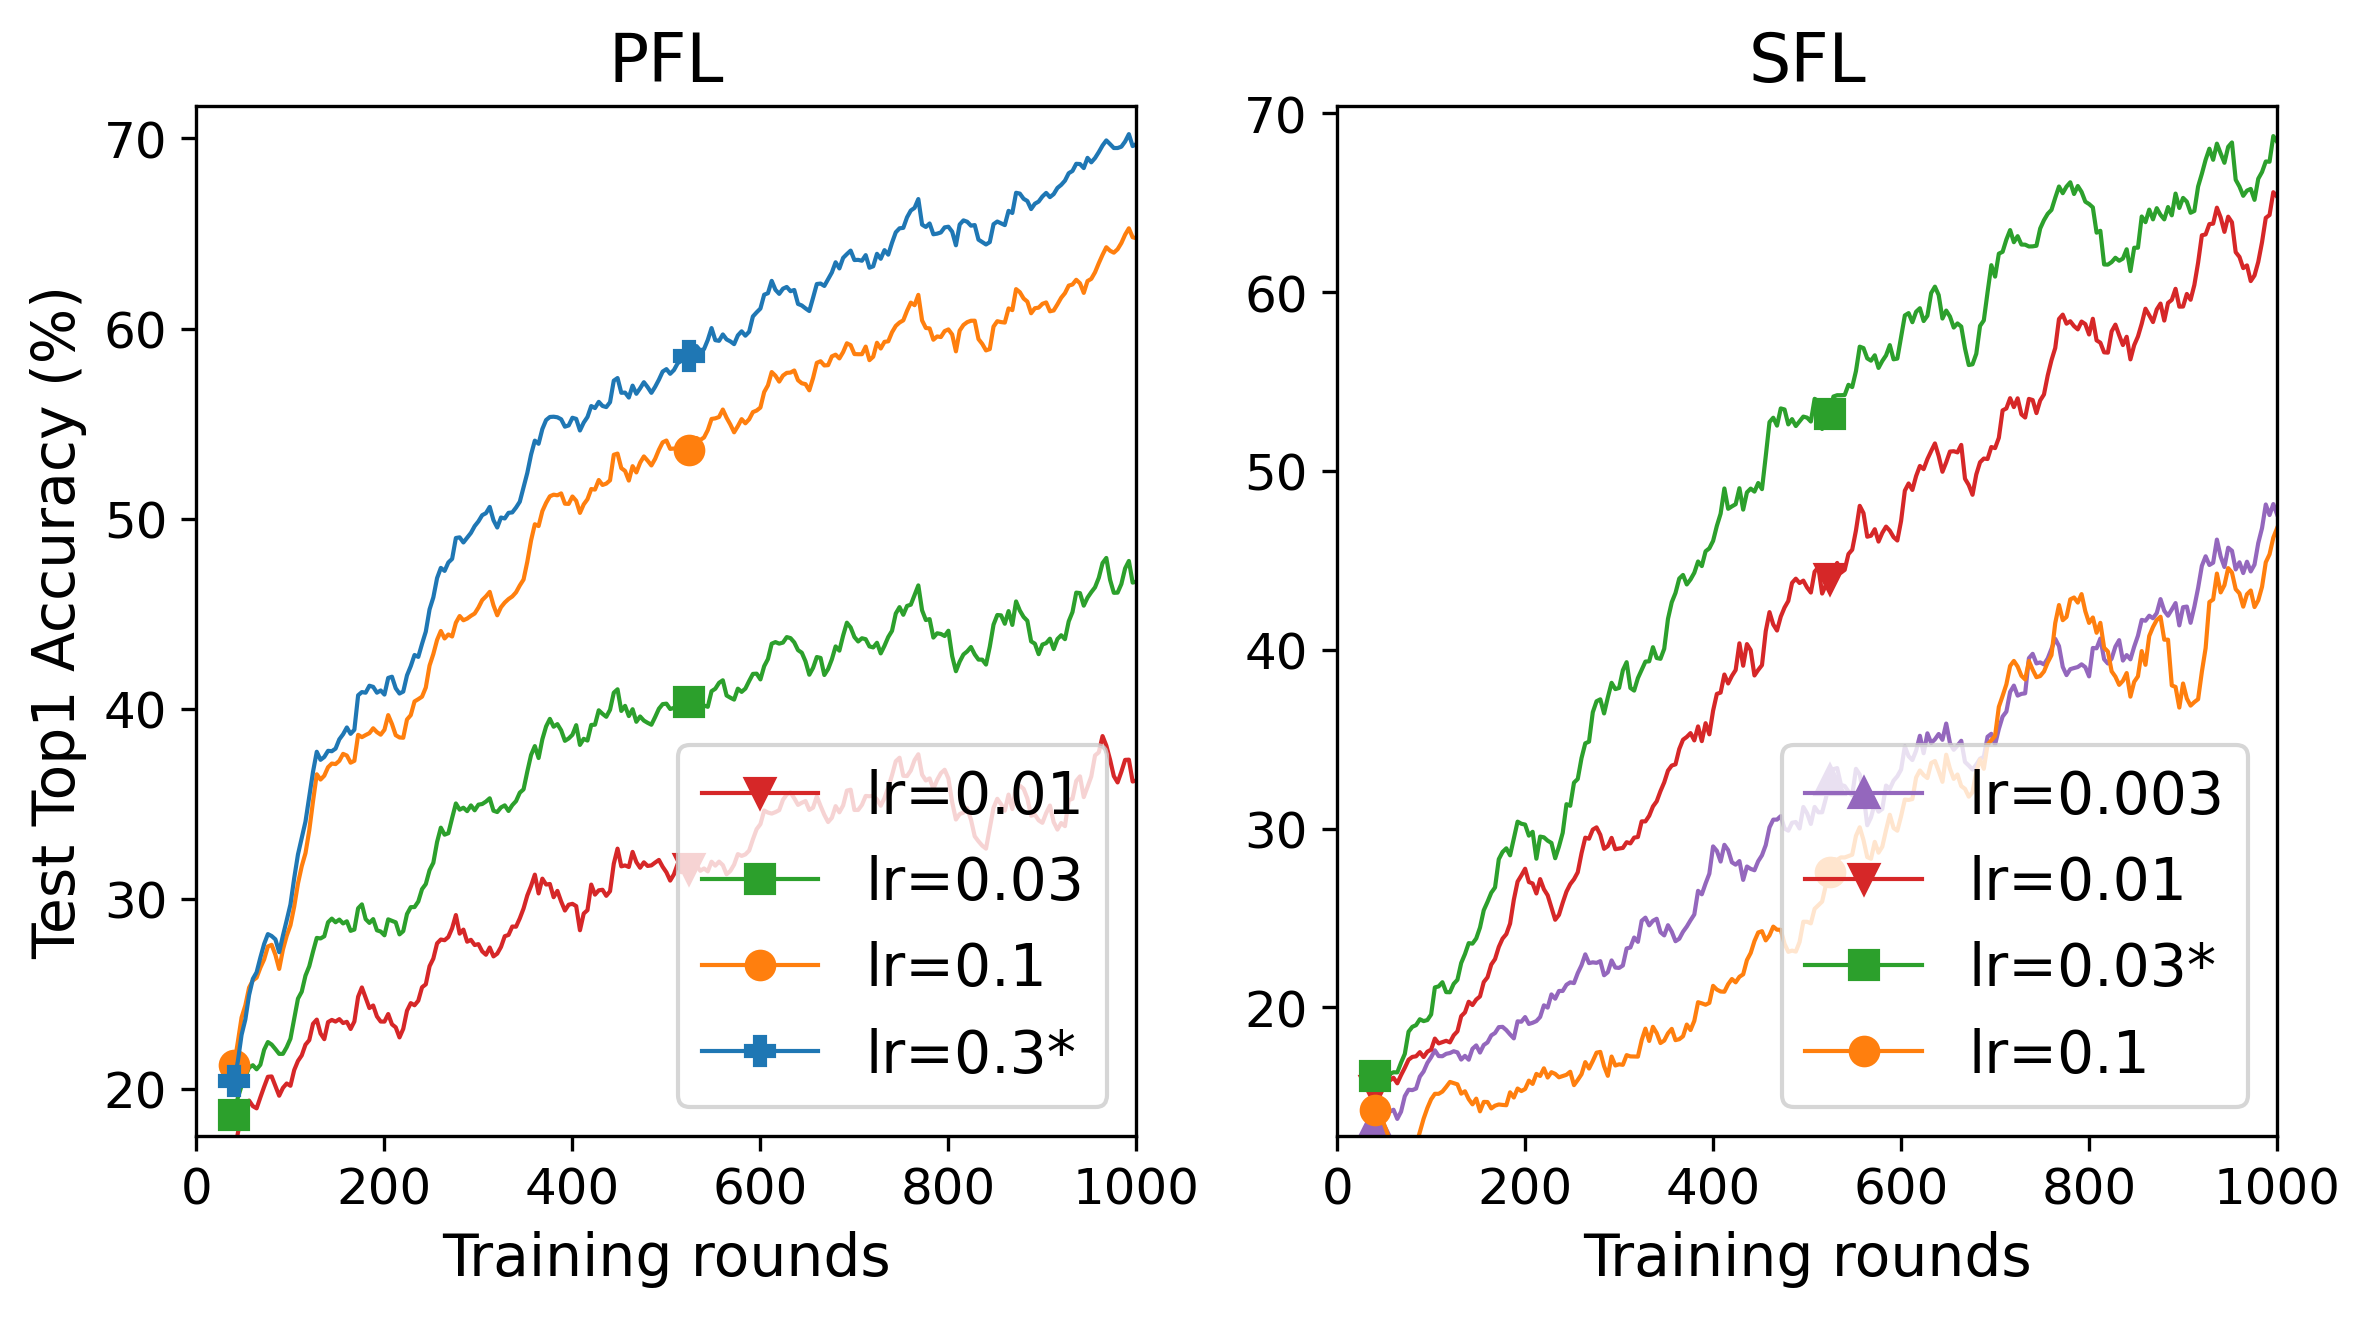 PFL
SFL
Test Top1 Accuracy (%)
70
60
50
40
30
20
0 200 400 600 800 1000
Training rounds
lr=0.01
lr=0.03
lr=0.1
lr=0.3*
70
60
50
40
30
20
0 200 400 600 800 1000
Training rounds
lr=0.003
lr=0.01
lr=0.03*
lr=0.1